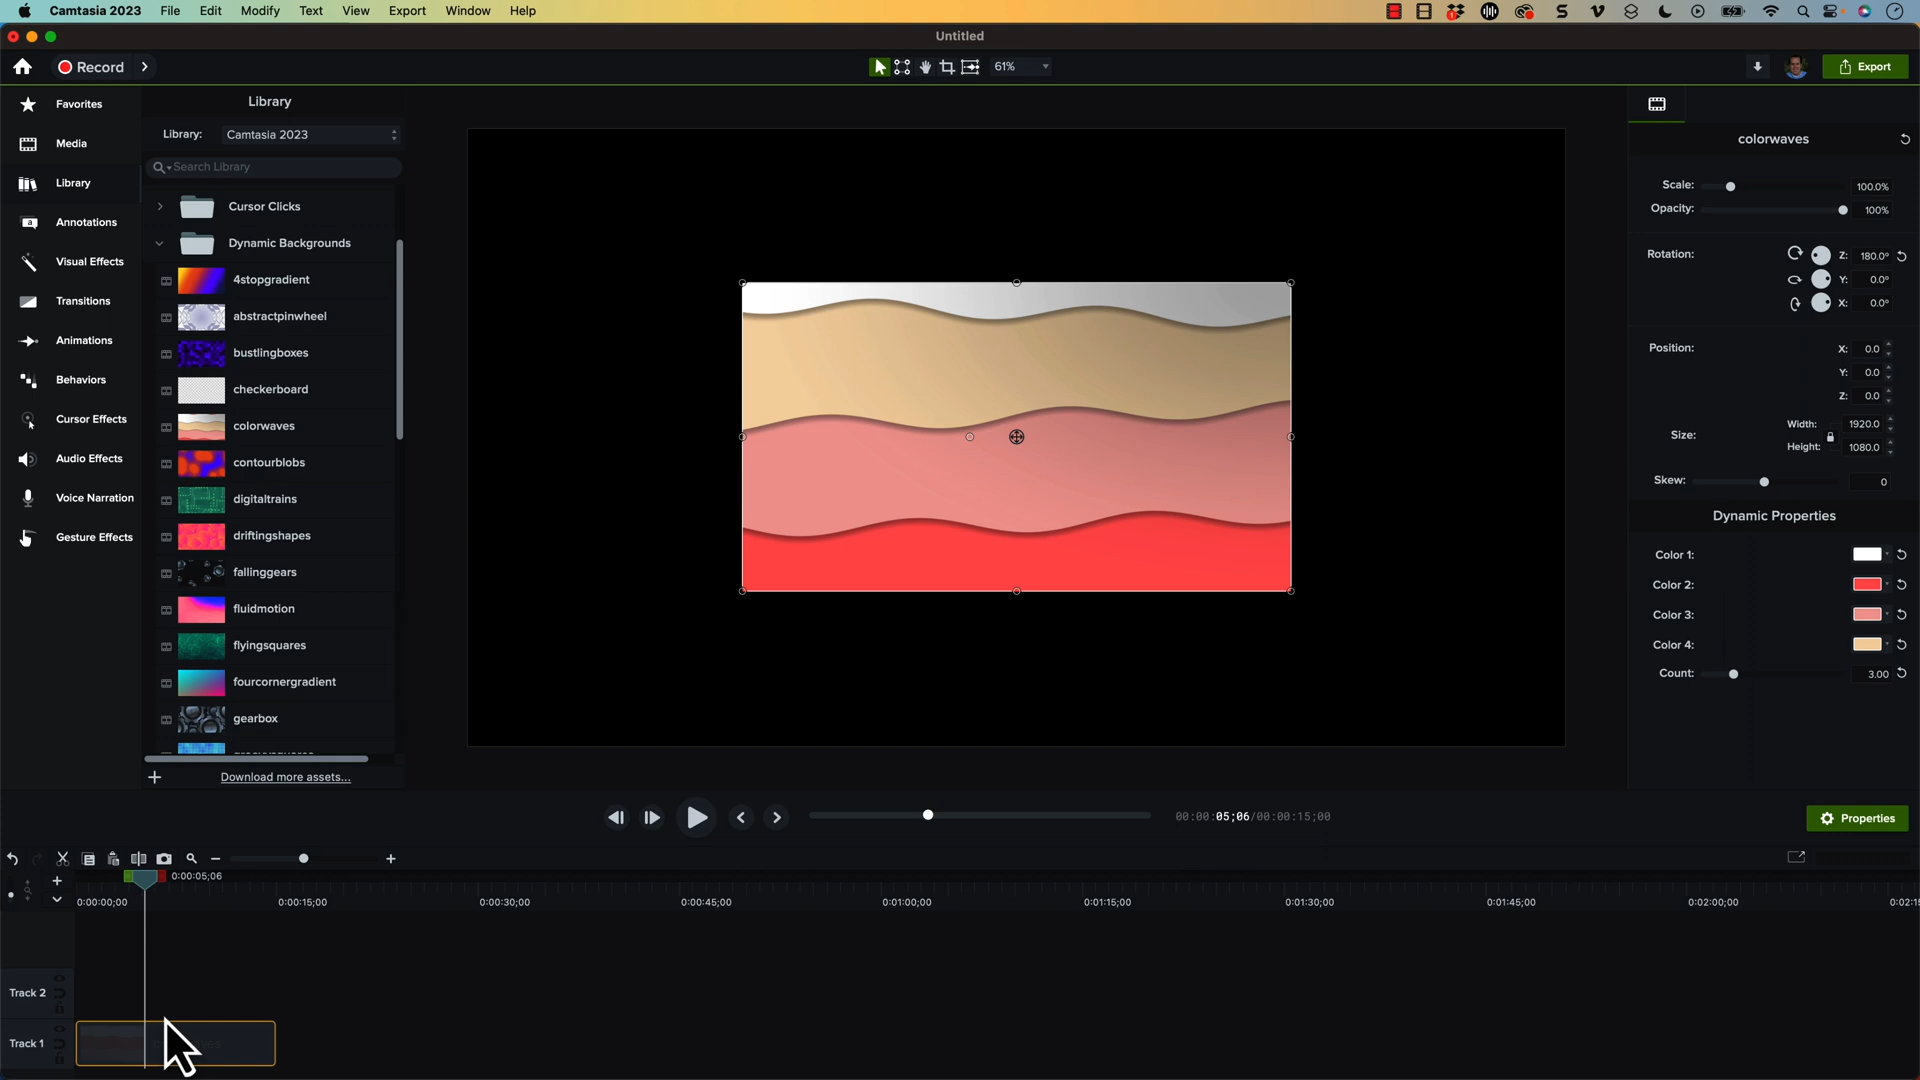 Camtasia 2023 File Edit Modify Text View Export Window Help
Untitled
Record 61% Export
Favorites
Media
Library
Annotations
Visual Effects
Transitions
Animations
Behaviors
Cursor Effects
Audio Effects
Voice Narration
Gesture Effects
Library
Library: Camtasia 2023
Search Library
Cursor Clicks
Dynamic Backgrounds
4stopgradient
abstractpinwheel
bustlingboxes
checkerboard
colorwaves
contourblobs
digitaltrains
driftingshapes
fallinggears
fluidmotion
flyingsquares
fourcornergradient
gearbox
Download more assets...
colorwaves
Scale: 100.0%
Opacity: 100%
Rotation: Z: 180.0°
Y: 0.0°
X: 0.0°
Position: X: 0.0
Y: 0.0
Z: 0.0
Size: Width: 1920.0
Height: 1080.0
Skew: 0
Dynamic Properties
Color 1:
Color 2:
Color 3:
Color 4:
Count: 3.00
00:00:05;06/00:00:15;00
Properties
0:00:05;06
0:00:00;00 0:00:15;00 0:00:30;00 0:00:45;00 0:01:00;00 0:01:15;00 0:01:30;00 0:01:45;00 0:02:00;00
Track 2
Track 1